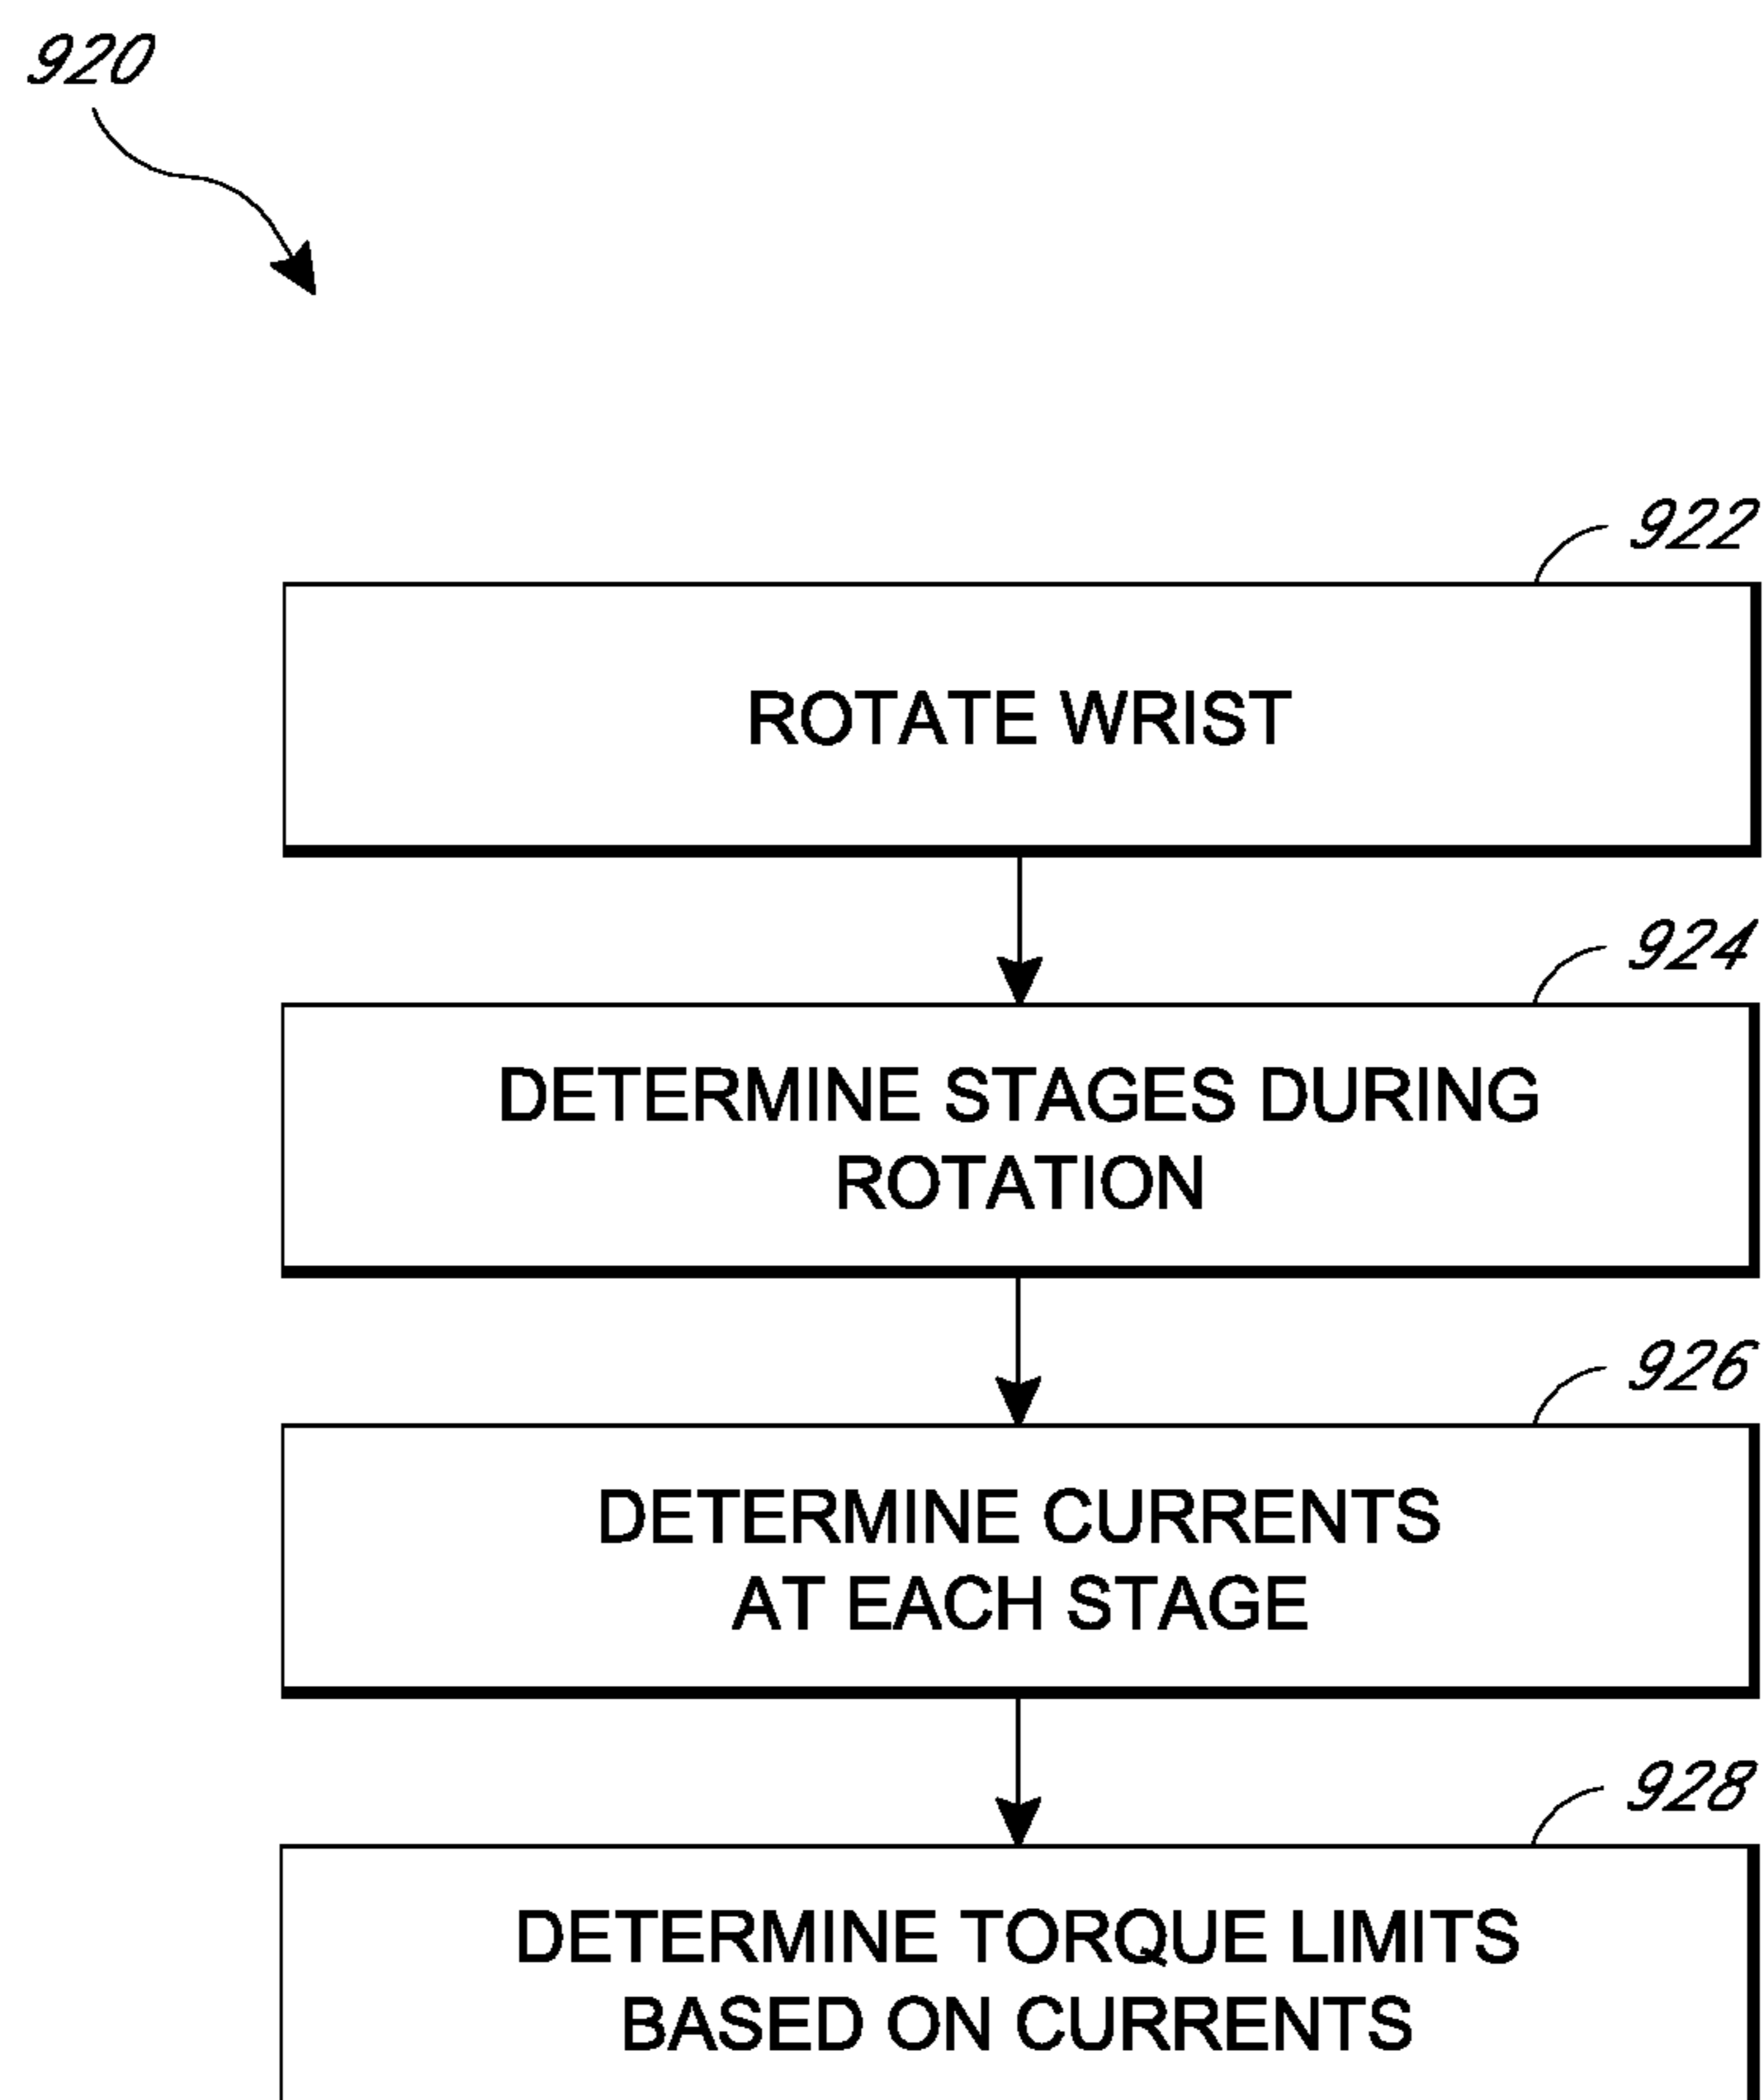 920
922
ROTATE WRIST
924
DETERMINE STAGES DURING
ROTATION
926
DETERMINE CURRENTS
AT EACH STAGE
928
DETERMINE TORQUE LIMITS
BASED ON CURRENTS